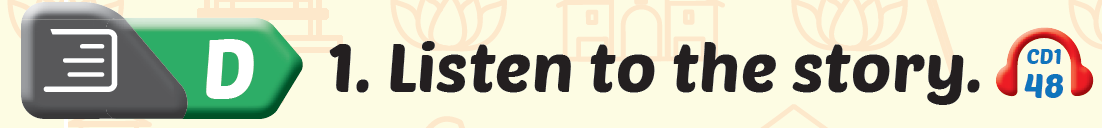 D 1. Listen to the story. CD1
48